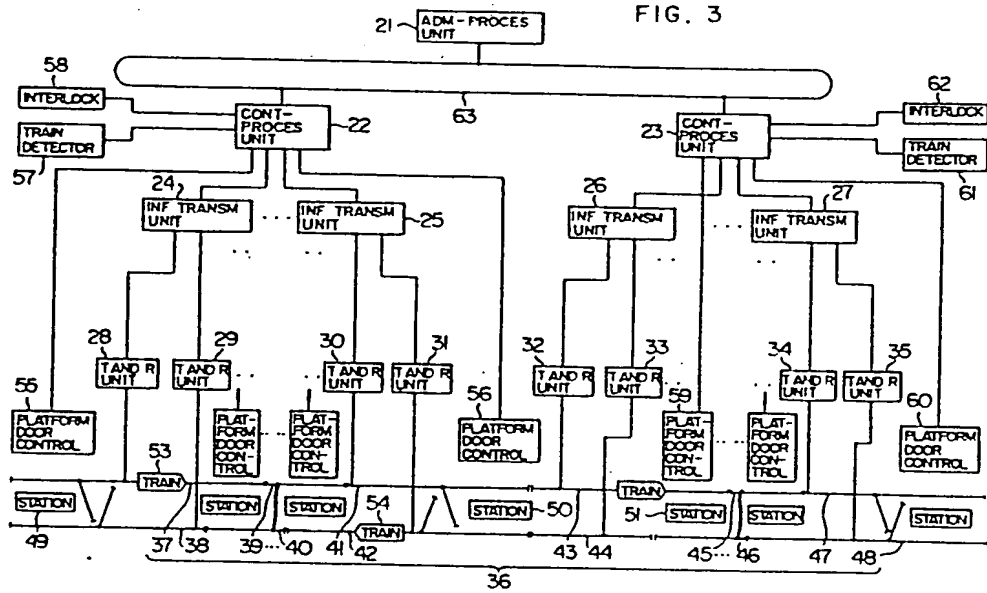 FIG. 3
21
ADM-PROCES
UNIT
58
INTERLOCK
TRAIN
DETECTOR
57
CONT-
PROCES
UNIT
22
63
23
CONT-
PROCES
UNIT
62
INTERLOCK
TRAIN
DETECTOR
61
24
INF TRANSM
UNIT
INF TRANSM
UNIT
25
26
INF TRANSM
UNIT
27
INF TRANSM
UNIT
28
T AND R
UNIT
29
T AND R
UNIT
30
T AND R
UNIT
31
T AND R
UNIT
32
T AND R
UNIT
33
T AND R
UNIT
34
T AND R
UNIT
35
T AND R
UNIT
55
PLATFORM
DOOR
CONTROL
PLAT-
FORM
DOOR
CON-
TROL
PLAT-
FORM
DOOR
CON-
TROL
56
PLATFORM
DOOR
CONTROL
59
PLAT-
FORM
DOOR
CON-
TROL
PLAT-
FORM
DOOR
CON-
TROL
60
PLATFORM
DOOR
CONTROL
53
TRAIN
TRAIN
STATION
STATION
STATION
54
TRAIN
STATION
50
51
STATION
STATION
STATION
49
37
38
39
40
41
42
43
44
45
46
47
48
36